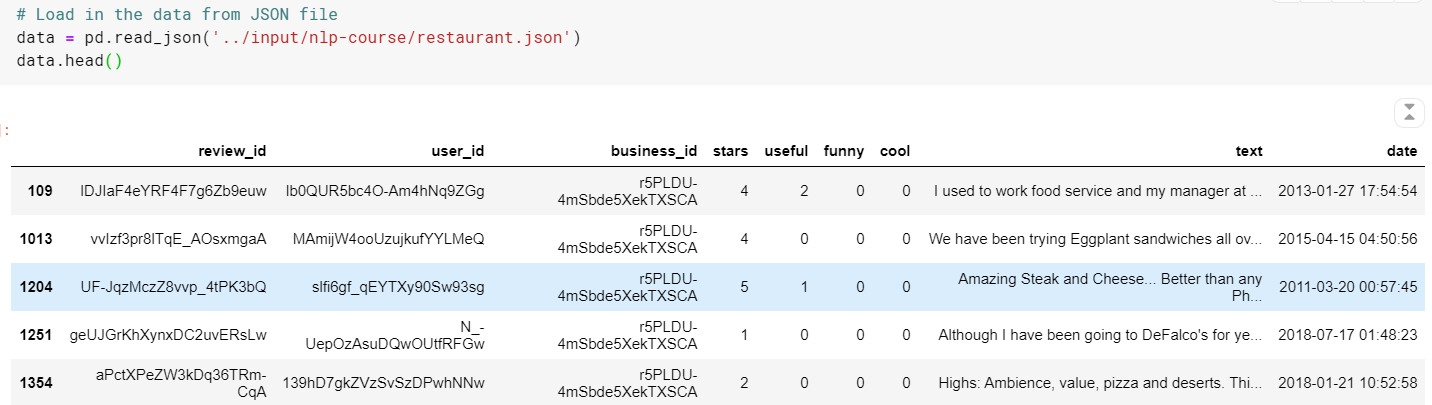 # Load in the data from JSON file
data = pd.read_json('../input/nlp-course/restaurant.json')
data.head()
]:
review_id user_id business_id stars useful funny cool text date
109 IDJIaF4eYRF4F7g6Zb9euw lb0QUR5bc4O-Am4hNq9ZGg r5PLDU-4mSbde5XekTXSCA 4 2 0 0 I used to work food service and my manager at ... 2013-01-27 17:54:54
1013 vvIzf3pr8lTqE_AOsxmgaA MAmijW4ooUzujkufYYLMeQ r5PLDU-4mSbde5XekTXSCA 4 0 0 0 We have been trying Eggplant sandwiches all ov... 2015-04-15 04:50:56
1204 UF-JqzMczZ8vvp_4tPK3bQ slfi6gf_qEYTXy90Sw93sg r5PLDU-4mSbde5XekTXSCA 5 1 0 0 Amazing Steak and Cheese... Better than any Ph... 2011-03-20 00:57:45
1251 geUJGrKhXynxDC2uvERsLw N_-UepOzAsuDQwOUtfRFGw r5PLDU-4mSbde5XekTXSCA 1 0 0 0 Although I have been going to DeFalco's for ye... 2018-07-17 01:48:23
1354 aPctXPeZW3kDq36TRm-CqA 139hD7gkZVzSvSzDPwhNNw r5PLDU-4mSbde5XekTXSCA 2 0 0 0 Highs: Ambience, value, pizza and deserts. Thi... 2018-01-21 10:52:58